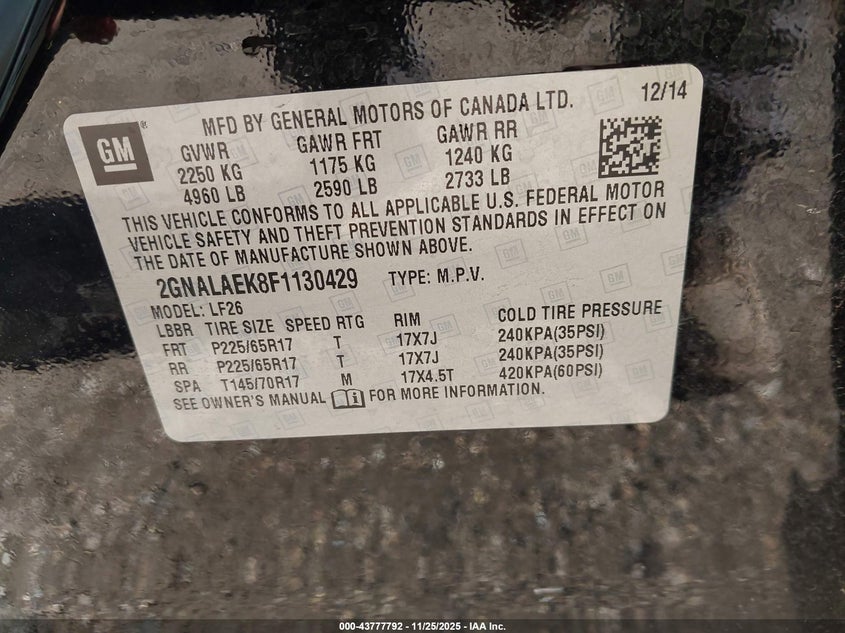 MFD BY GENERAL MOTORS OF CANADA LTD. 12/14
GM
GVWR GAWR FRT GAWR RR
2250 KG 1175 KG 1240 KG
4960 LB 2590 LB 2733 LB
THIS VEHICLE CONFORMS TO ALL APPLICABLE U.S. FEDERAL MOTOR
VEHICLE SAFETY AND THEFT PREVENTION STANDARDS IN EFFECT ON
THE DATE OF MANUFACTURE SHOWN ABOVE.
2GNALAEK8F1130429 TYPE: M.P.V.
MODEL: LF26
LBBR TIRE SIZE SPEED RTG RIM COLD TIRE PRESSURE
FRT P225/65R17 T 17X7J 240KPA(35PSI)
RR P225/65R17 T 17X7J 240KPA(35PSI)
SPA T145/70R17 M 17X4.5T 420KPA(60PSI)
SEE OWNER'S MANUAL FOR MORE INFORMATION.
000-43777792 - 11/25/2025 - IAA Inc.